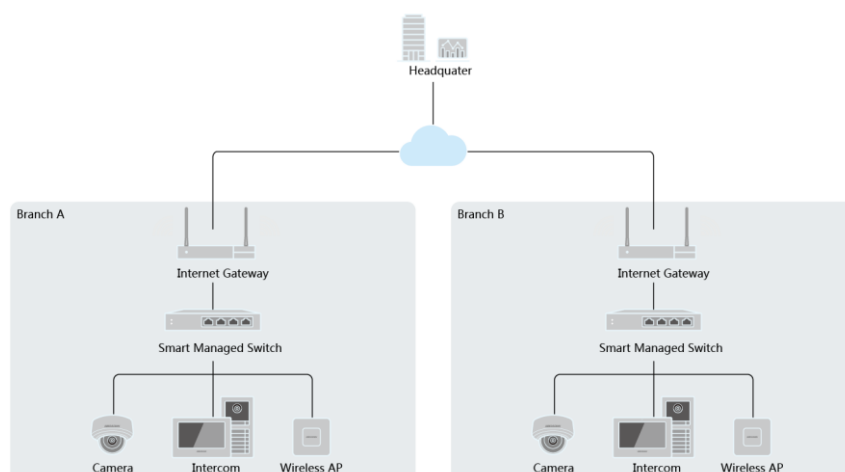 Headquater
Branch A
Branch B
Internet Gateway
Internet Gateway
Smart Managed Switch
Smart Managed Switch
Camera
Intercom
Wireless AP
Camera
Intercom
Wireless AP